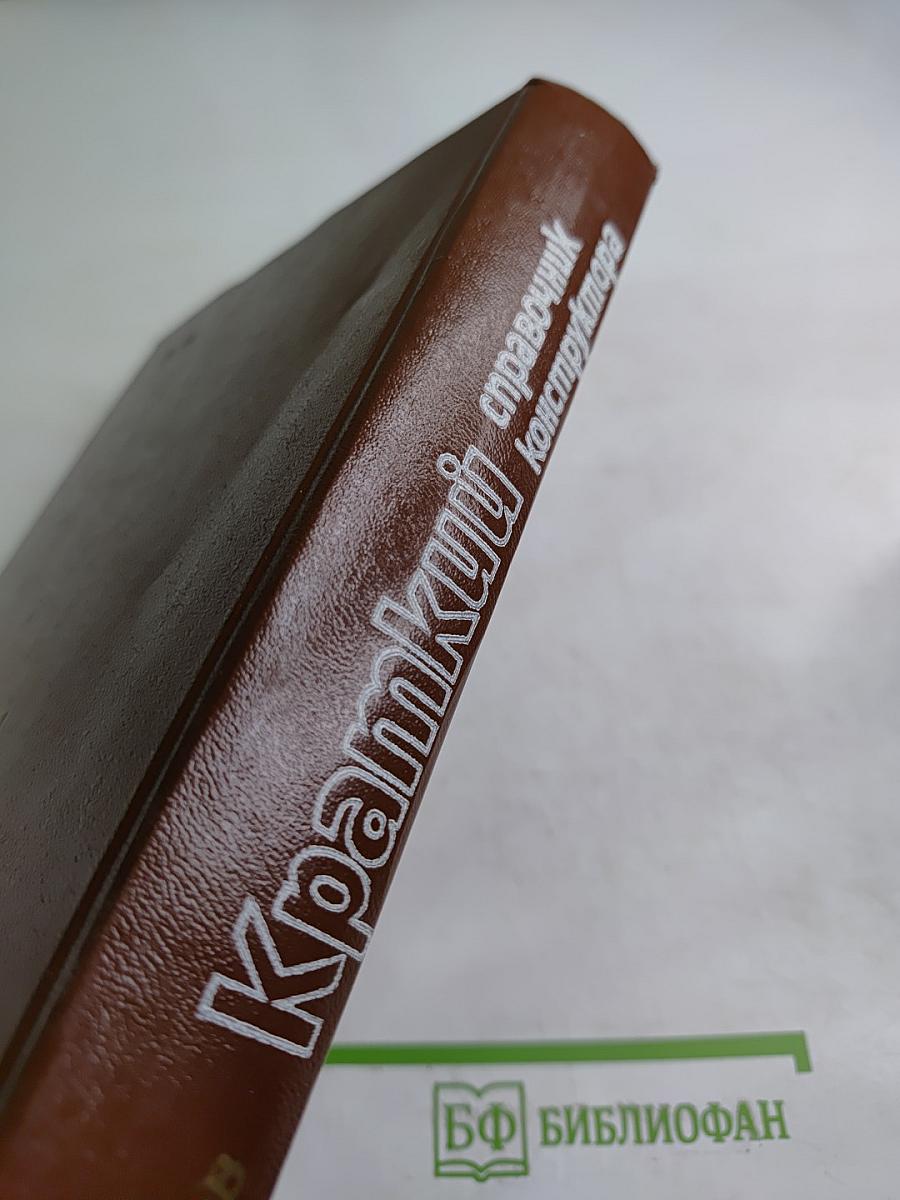 Краткий
справочник
конструктора
БФ БИБЛИОФАН